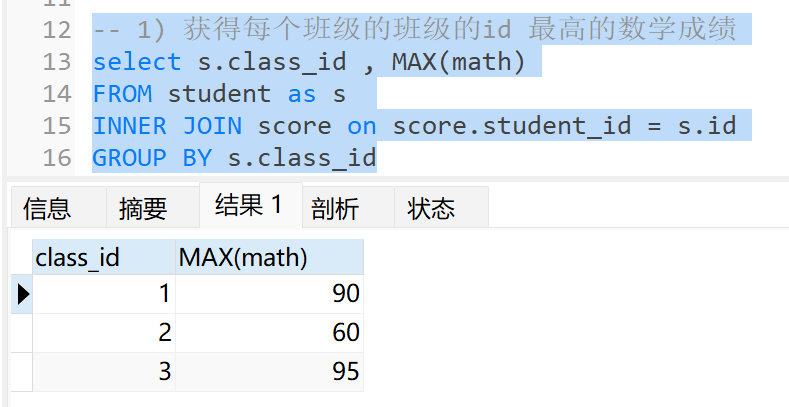 11
12 -- 1) 获得每个班级的班级的id 最高的数学成绩
13 select s.class_id , MAX(math)
14 FROM student as s
15 INNER JOIN score on score.student_id = s.id
16 GROUP BY s.class_id
信息 摘要 结果 1 剖析 状态
class_id MAX(math)
1 90
2 60
3 95